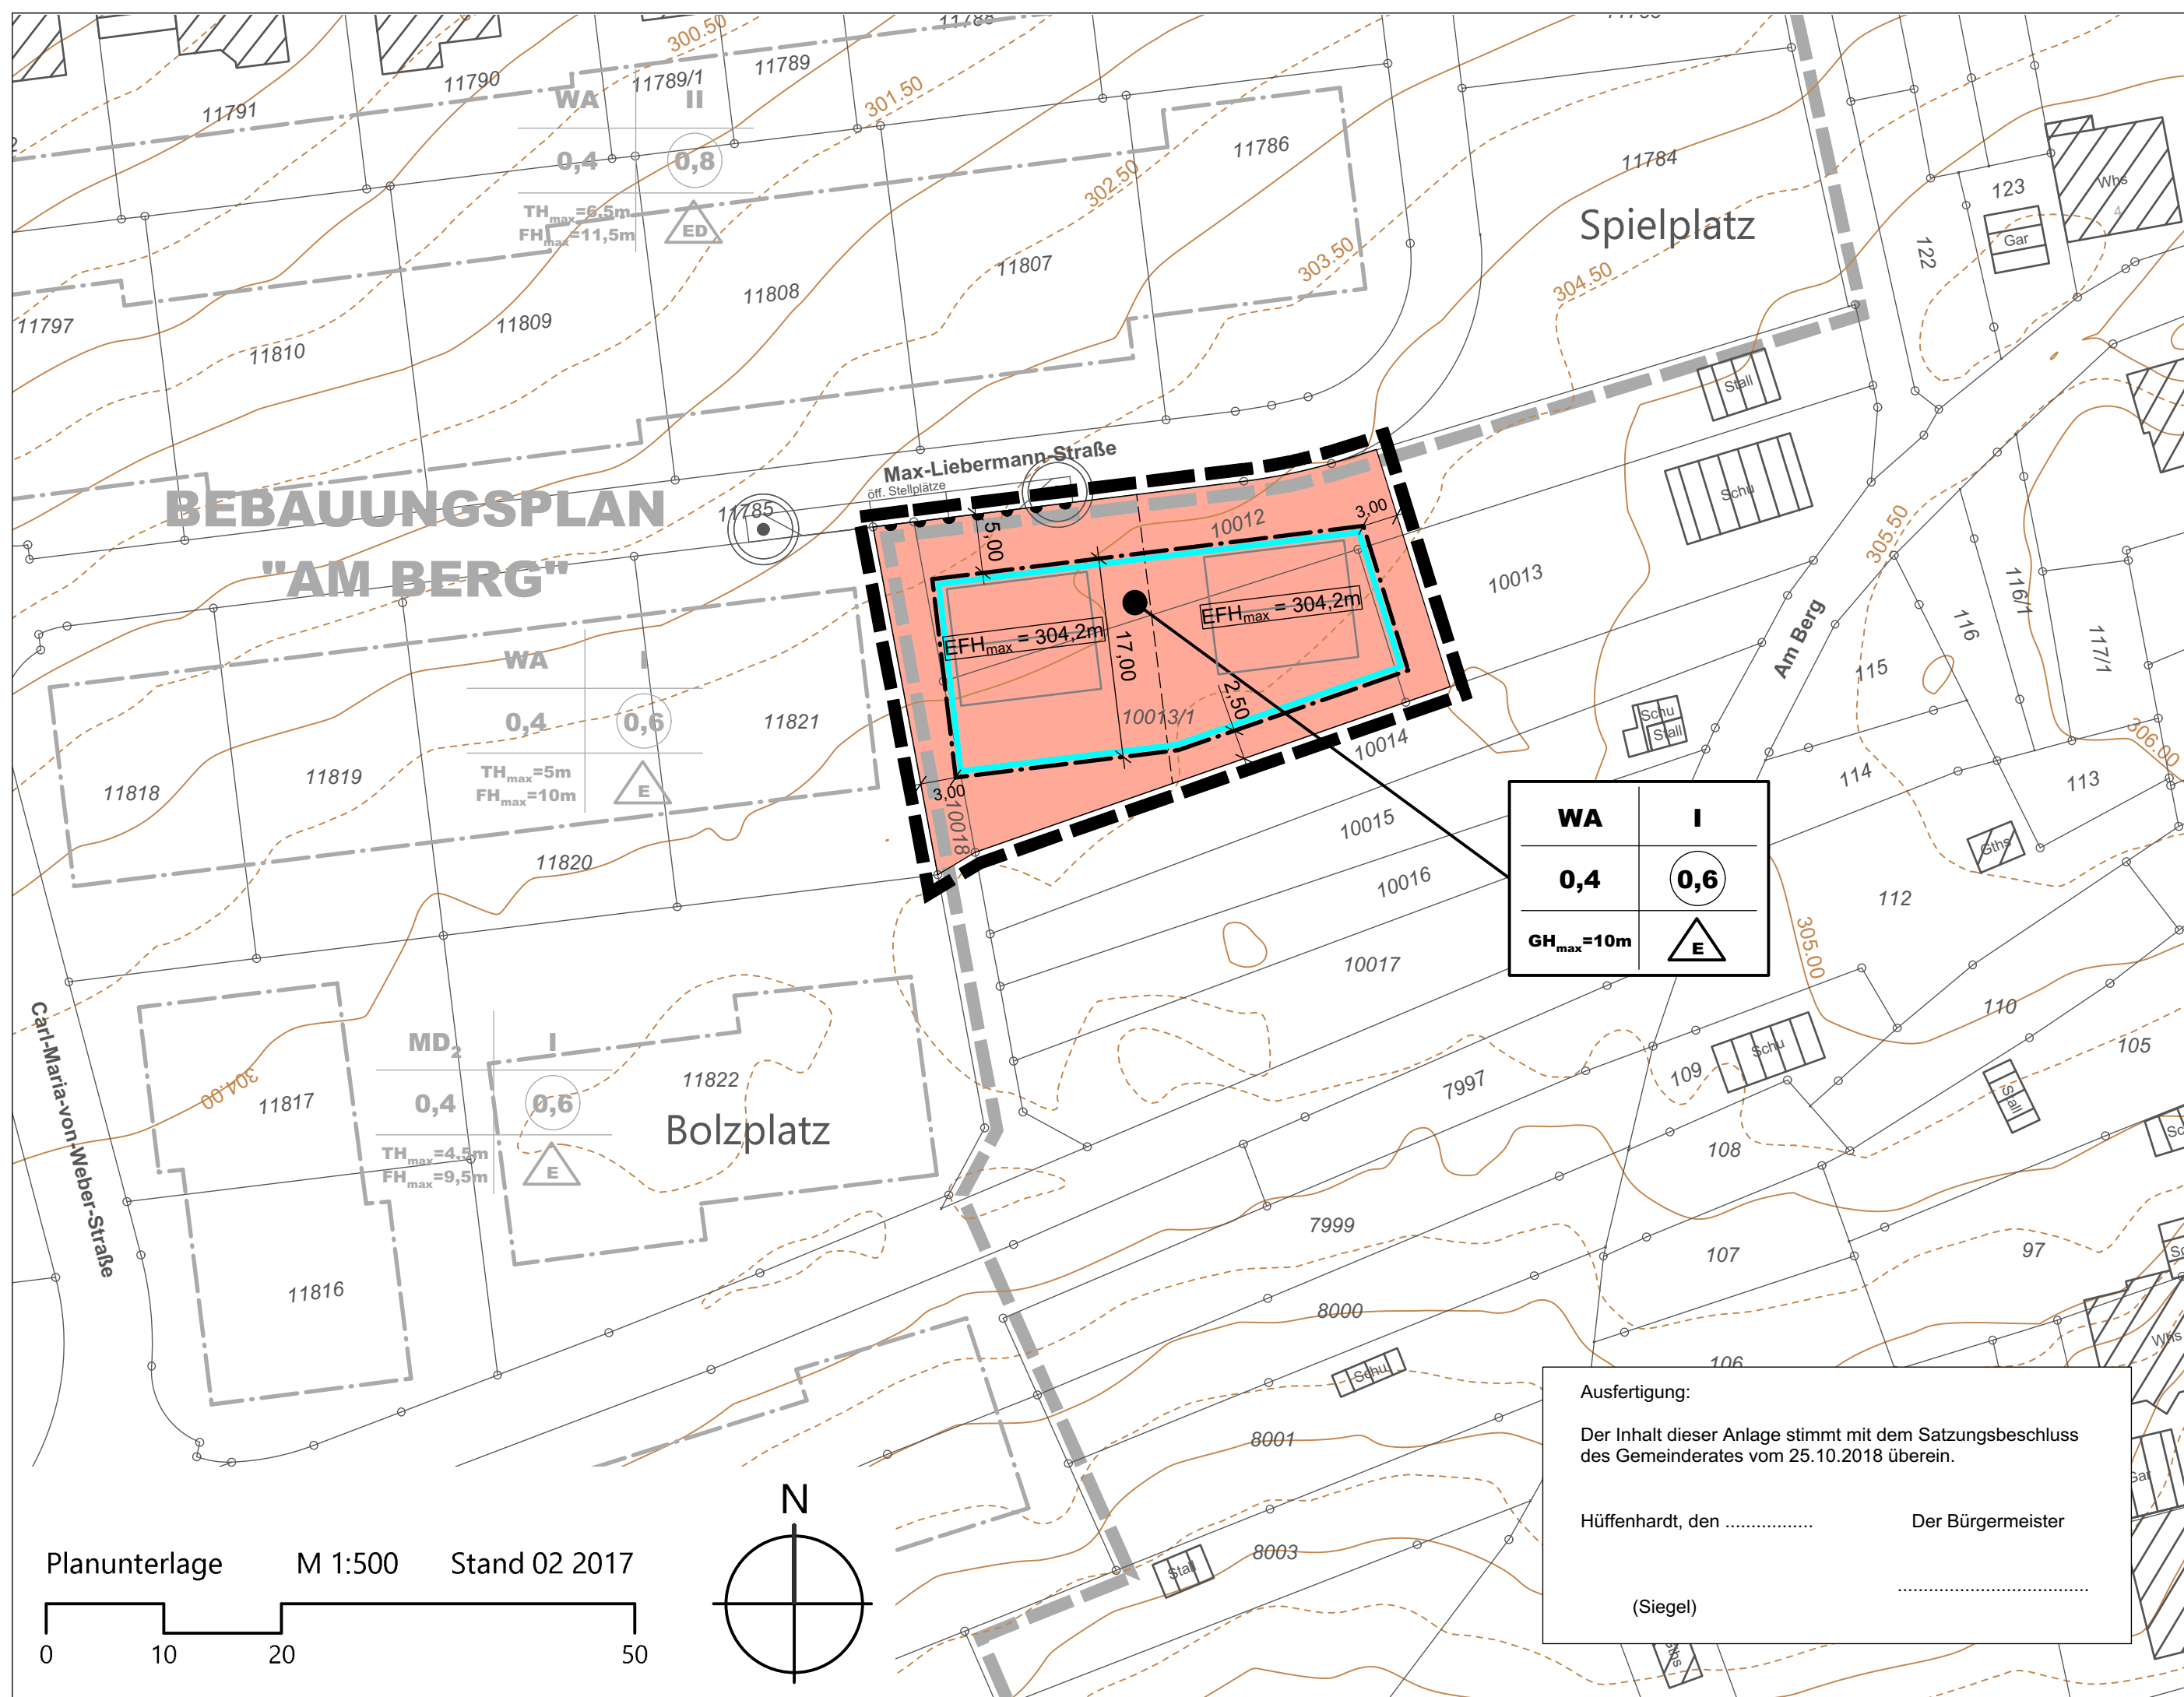 11788
300.50
11790
11789/1
11789
11791
301.50
WA II
0,4 0,8
THmax=6,5m
FHmax=11,5m
ED
11786
302.50
11784
Spielplatz
123
Whs
4
Gar
122
303.50
304.50
11807
11808
11809
11797
11810
Stall
Schu
Max-Liebermann-Straße
öff. Stellplätze
11785
BEBAUUNGSPLAN
"AM BERG"
5,00
10012
3,00
10013
305.50
116/1
116
117/1
EFHmax = 304,2m
EFHmax = 304,2m
17,00
2,50
10013/1
Am Berg
115
WA I
0,4 0,6
THmax=5m
FHmax=10m
E
11821
11818
11819
11820
3,00
10018
10014
Schu
Stall
306.00
114
113
10015
10016
10017
WA I
0,4 0,6
GHmax=10m
E
Gths
112
305.00
110
105
Carl-Maria-von-Weber-Straße
304.00
MD2 I
0,4 0,6
THmax=4,5m
FHmax=9,5m
E
11817
11822
Bolzplatz
11816
7997
109
Schu
Stall
108
7999
107
97
8000
106
Whs
Schu
8001
Gar
8003
Stall
Gths
Ausfertigung:
Der Inhalt dieser Anlage stimmt mit dem Satzungsbeschluss
des Gemeinderates vom 25.10.2018 überein.
Hüffenhardt, den ................. Der Bürgermeister
.....................................
(Siegel)
N
Planunterlage M 1:500 Stand 02 2017
0 10 20 50